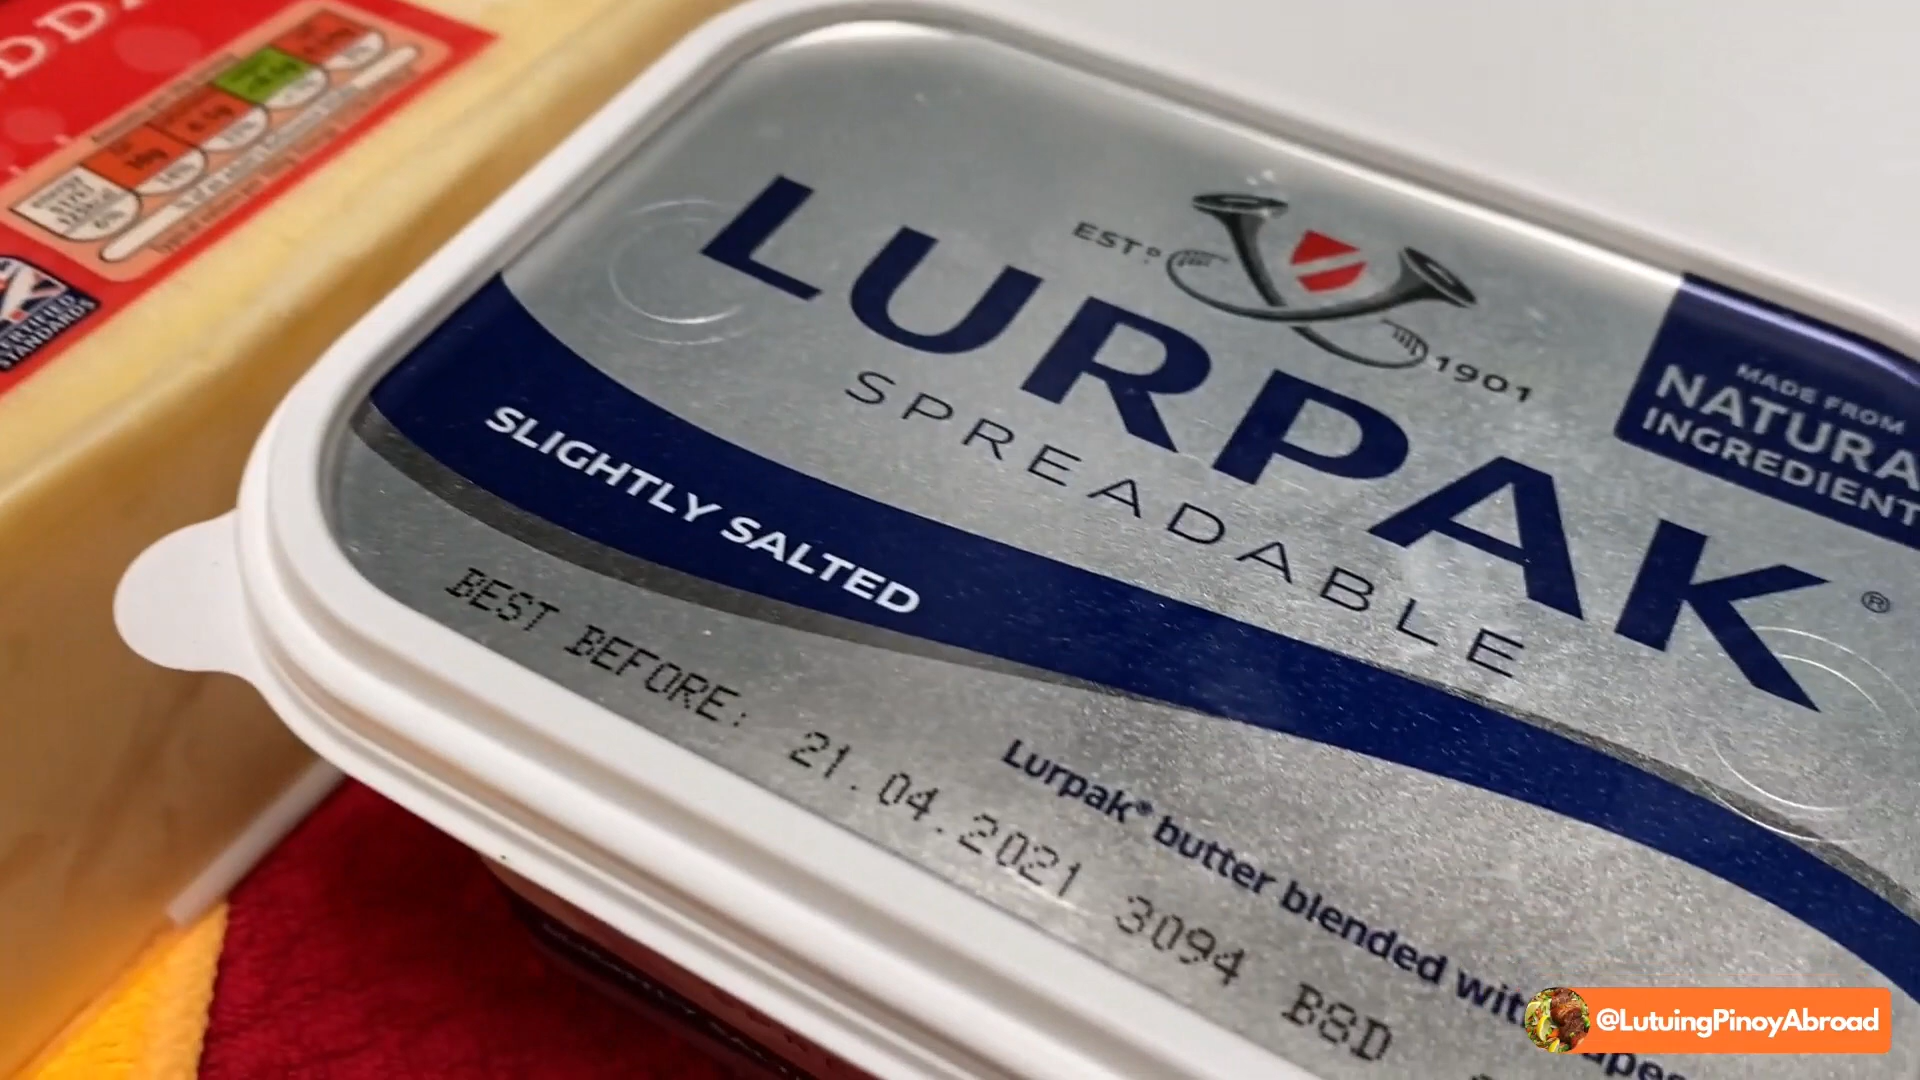 EST^D
1901
LURPAK®
SPREADABLE
MADE FROM
NATURA
INGREDIENT
SLIGHTLY SALTED
BEST BEFORE: 21.04.2021 3094 B8D
Lurpak® butter blended wit
@LutuingPinoyAbroad
STANDARDS